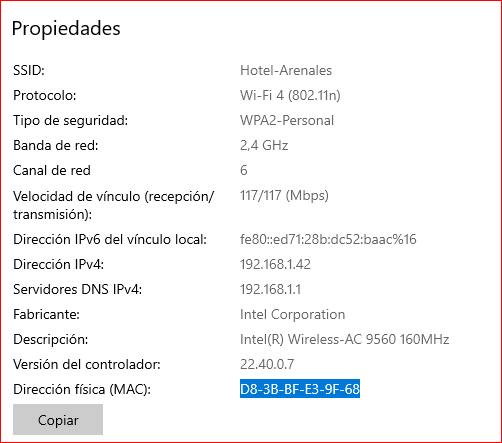 Propiedades
SSID: Hotel-Arenales
Protocolo: Wi-Fi 4 (802.11n)
Tipo de seguridad: WPA2-Personal
Banda de red: 2,4 GHz
Canal de red 6
Velocidad de vínculo (recepción/ 117/117 (Mbps)
transmisión):
Dirección IPv6 del vínculo local: fe80::ed71:28b:dc52:baac%16
Dirección IPv4: 192.168.1.42
Servidores DNS IPv4: 192.168.1.1
Fabricante: Intel Corporation
Descripción: Intel(R) Wireless-AC 9560 160MHz
Versión del controlador: 22.40.0.7
Dirección física (MAC): D8-3B-BF-E3-9F-68
Copiar